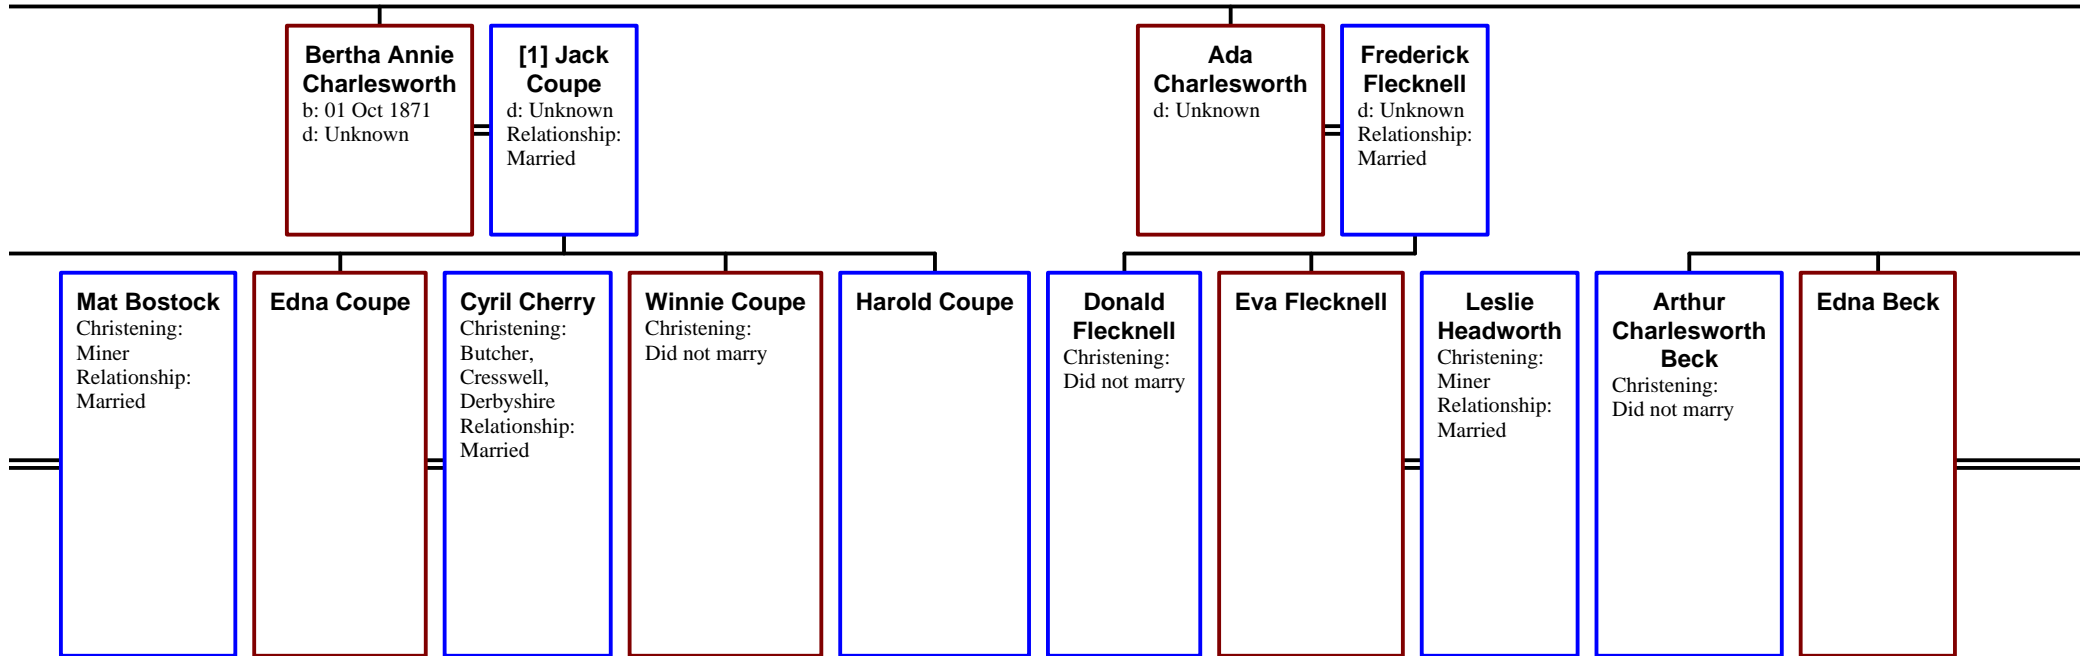 Bertha Annie
Charlesworth
b: 01 Oct 1871
d: Unknown
[1] Jack
Coupe
d: Unknown
Relationship:
Married
Ada
Charlesworth
d: Unknown
Frederick
Flecknell
d: Unknown
Relationship:
Married
Mat Bostock
Christening:
Miner
Relationship:
Married
Edna Coupe
Cyril Cherry
Christening:
Butcher,
Cresswell,
Derbyshire
Relationship:
Married
Winnie Coupe
Christening:
Did not marry
Harold Coupe
Donald
Flecknell
Christening:
Did not marry
Eva Flecknell
Leslie
Headworth
Christening:
Miner
Relationship:
Married
Arthur
Charlesworth
Beck
Christening:
Did not marry
Edna Beck